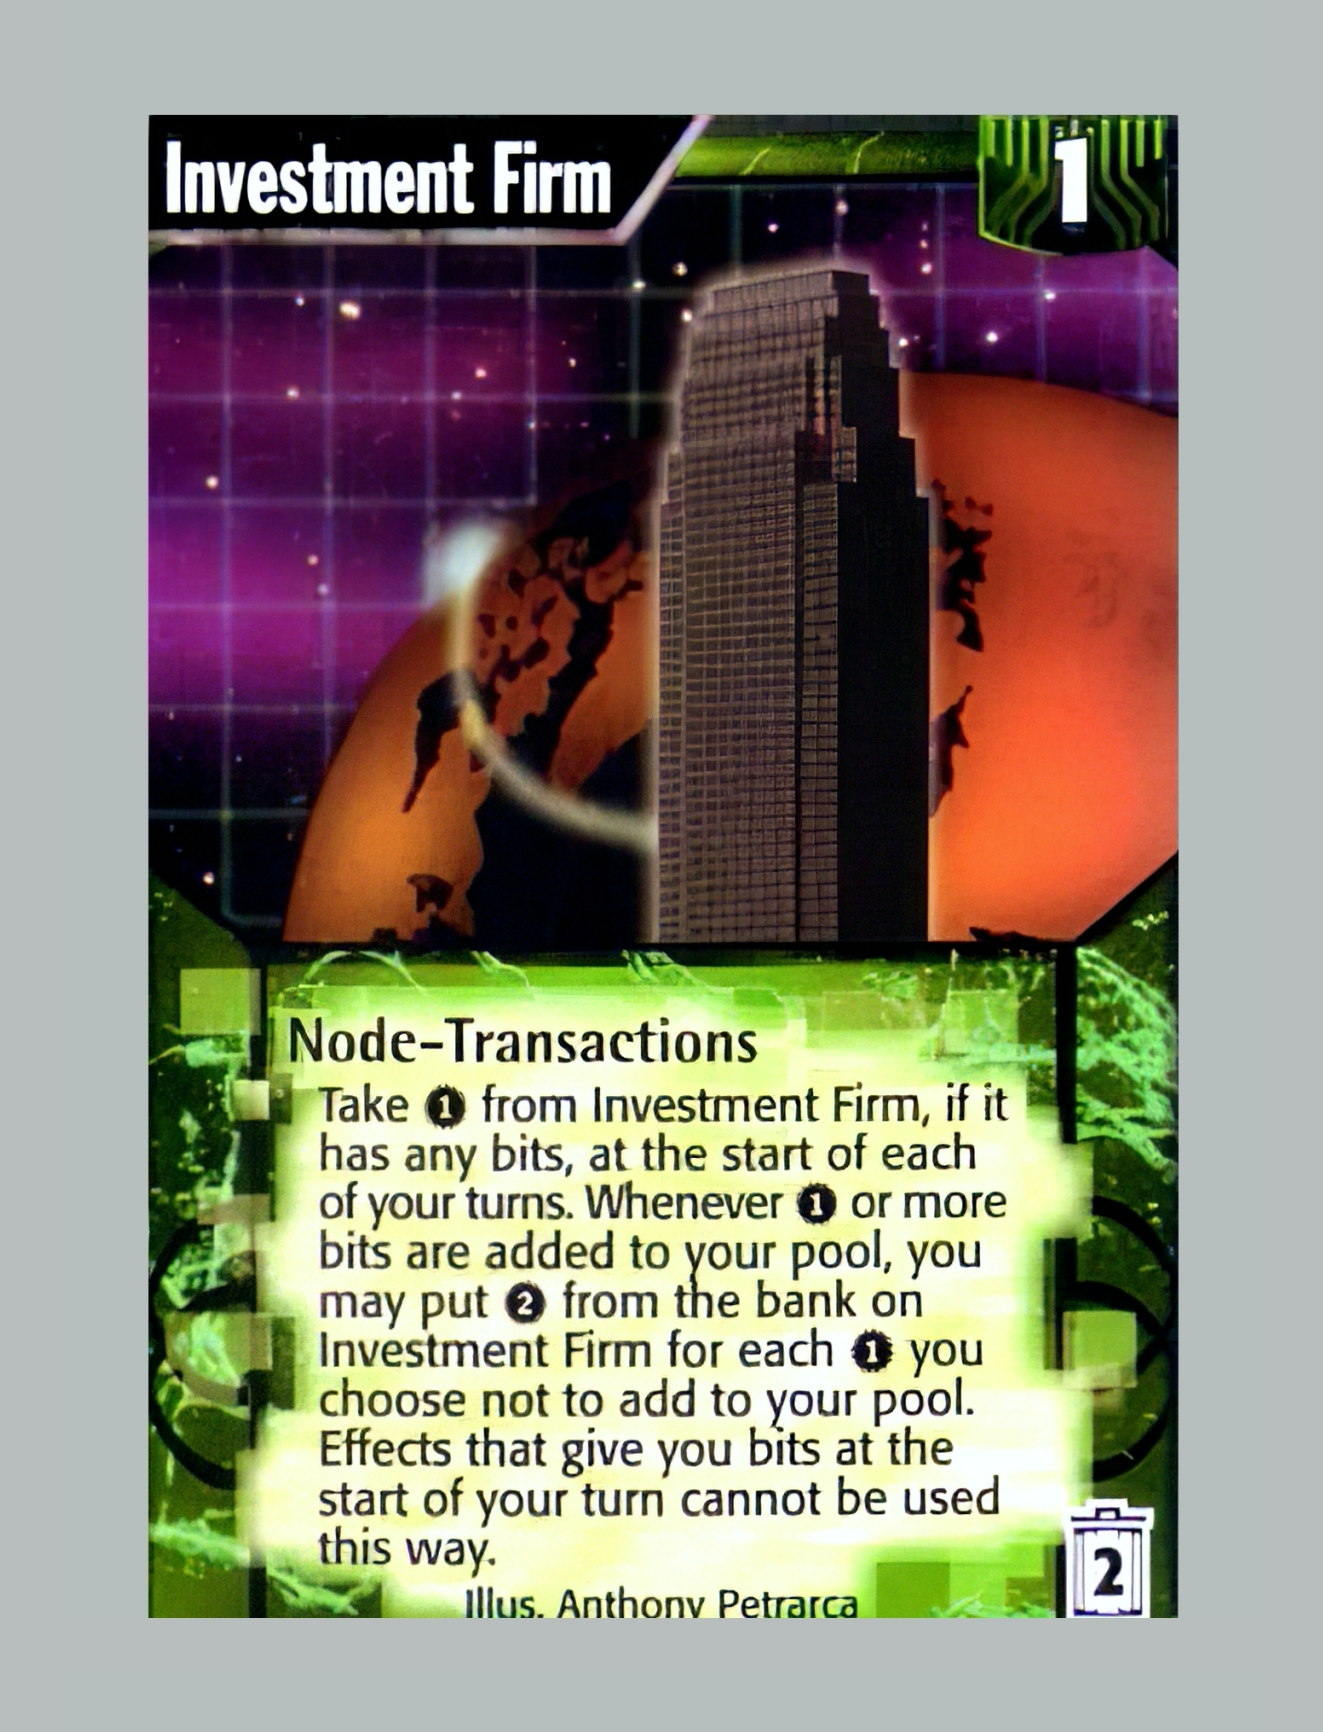 Investment Firm
1
Node-Transactions
Take 1 from Investment Firm, if it
has any bits, at the start of each
of your turns. Whenever 1 or more
bits are added to your pool, you
may put 2 from the bank on
Investment Firm for each 1 you
choose not to add to your pool.
Effects that give you bits at the
start of your turn cannot be used
this way.
2
Illus. Anthony Petrarca